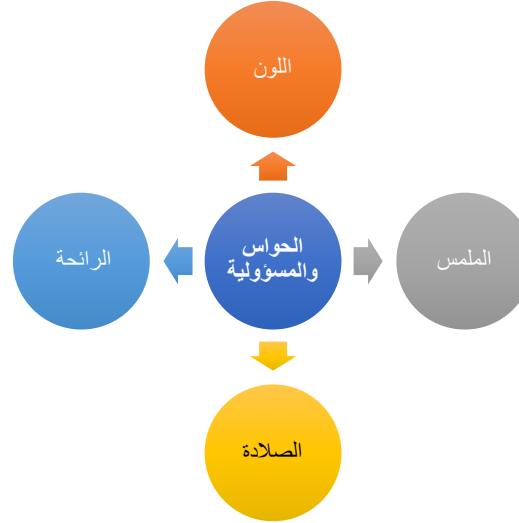 اللون
الملمس
الحواس
والمسؤولية
الرائحة
الصلادة